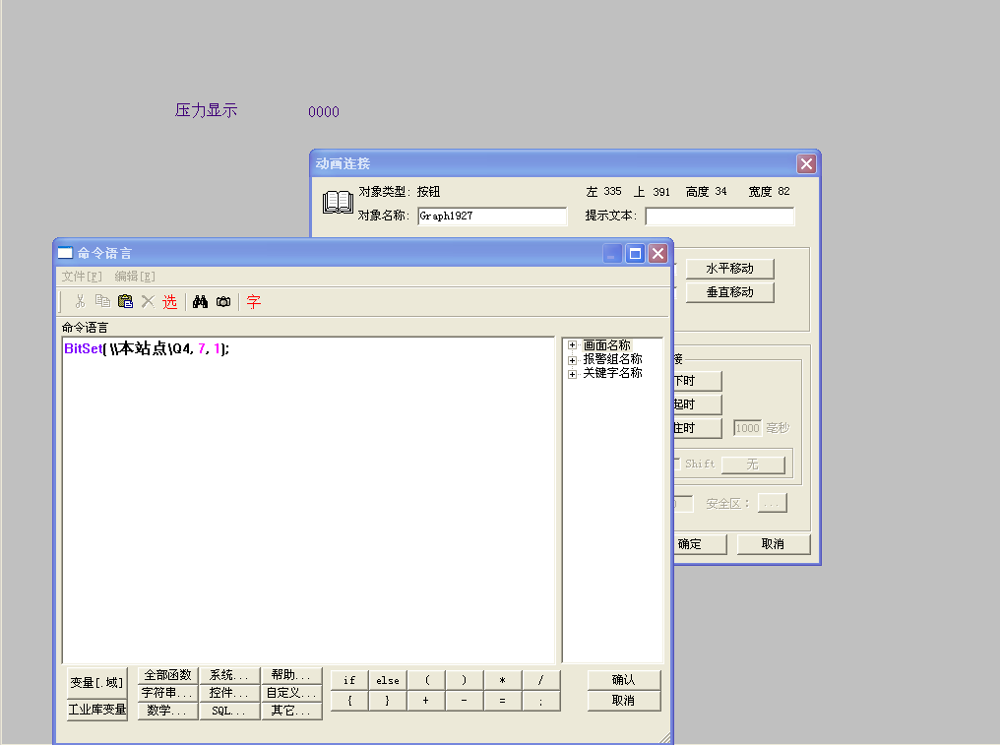 压力显示 0000
动画连接
对象类型: 按钮 左 335 上 391 高度 34 宽度 82
对象名称: Graph1927 提示文本:
水平移动
垂直移动
接
下时
起时
住时 1000 毫秒
Shift 无
安全区: ...
确定 取消
命令语言
文件[F] 编辑[E]
选 字
命令语言
BitSet( \\本站点\Q4, 7, 1);
画面名称
报警组名称
关键字名称
变量[.域] 全部函数 系统... 帮助... if else ( ) * / 确认
字符串... 控件... 自定义...
工业库变量 数学... SQL... 其它... { } + - = ; 取消